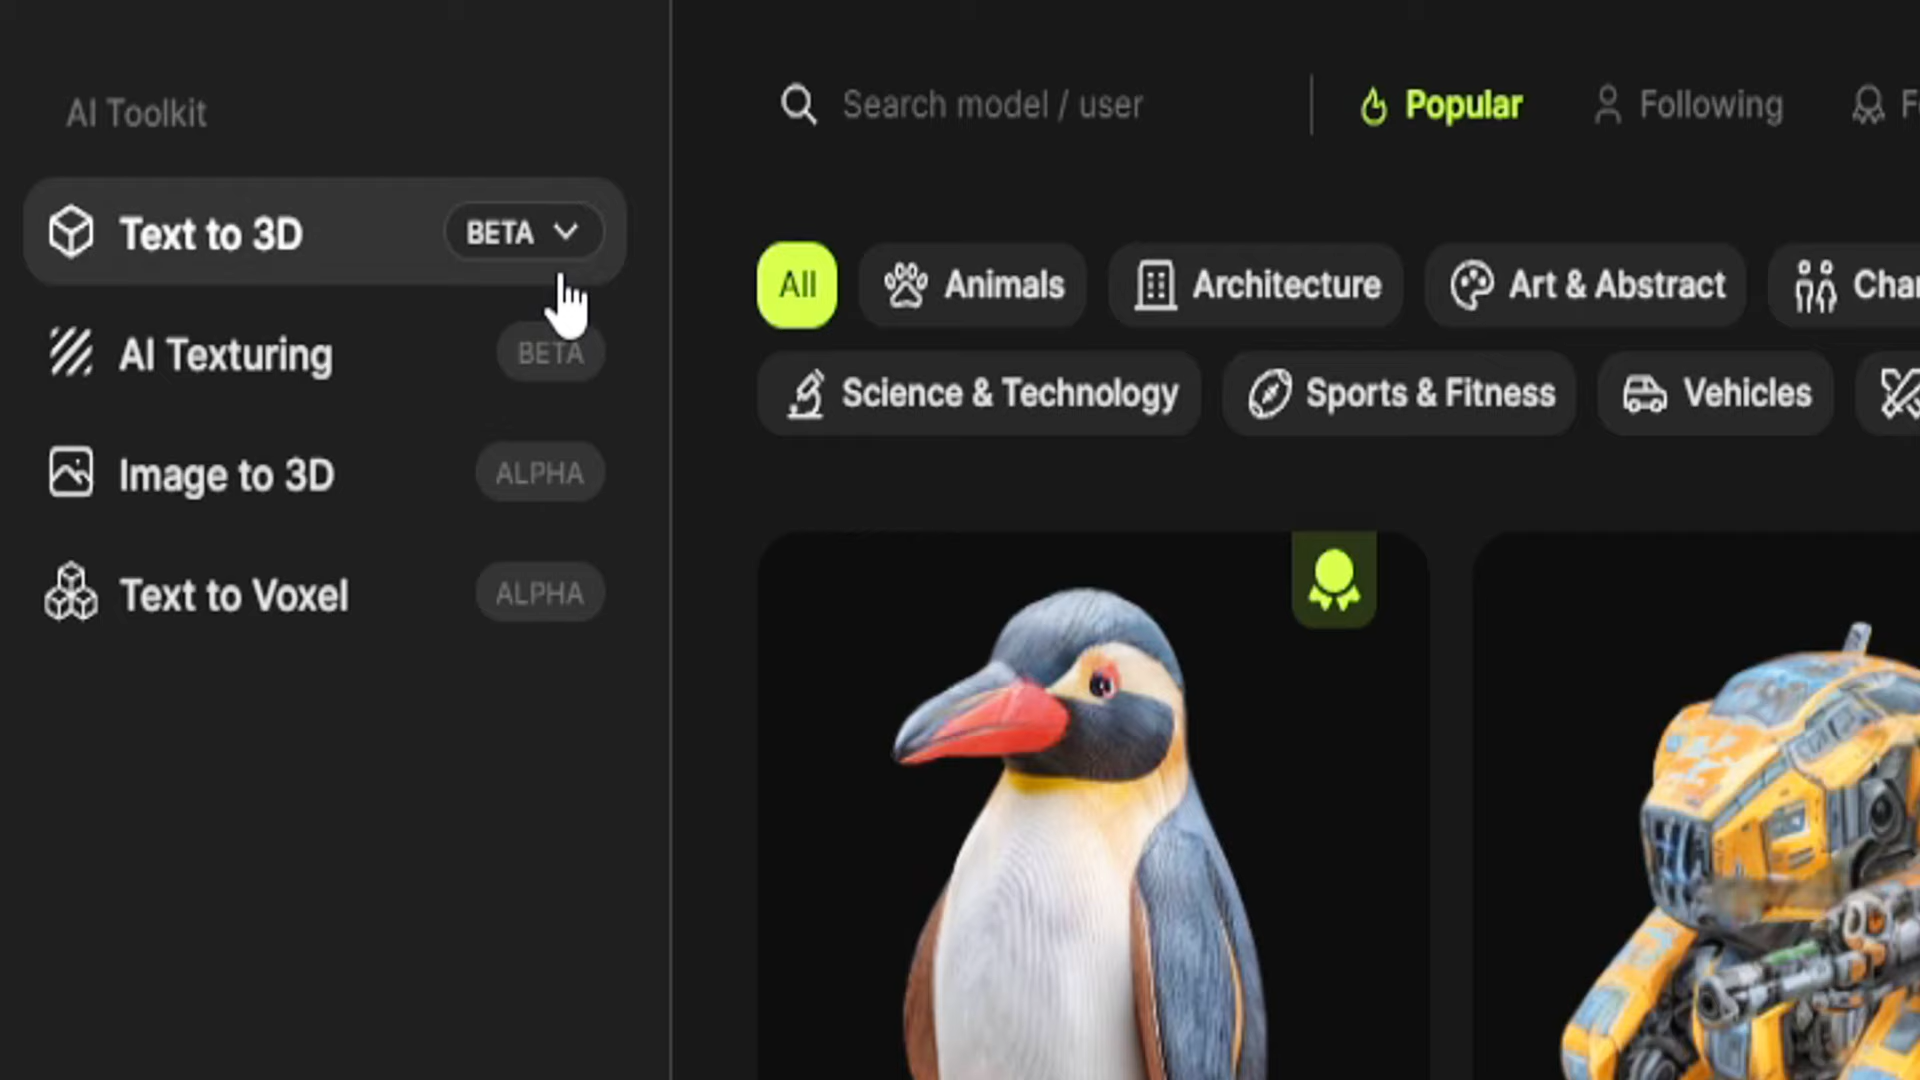 AI Toolkit
Text to 3D BETA
AI Texturing BETA
Image to 3D ALPHA
Text to Voxel ALPHA
Search model / user Popular Following
All Animals Architecture Art & Abstract
Science & Technology Sports & Fitness Vehicles